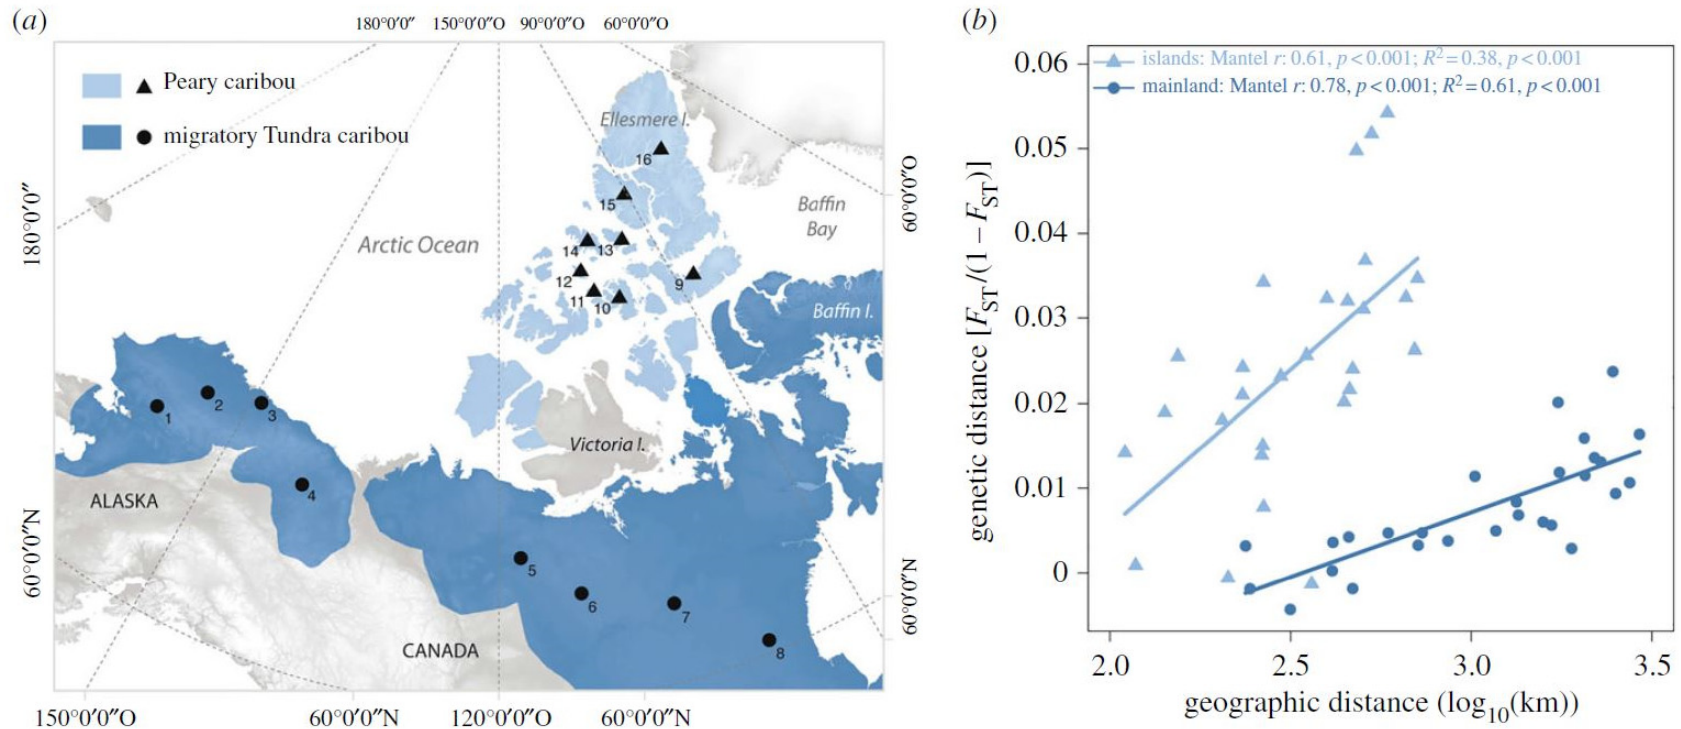 (a)
180°0′0″ 150°0′0″O 90°0′0″O 60°0′0″O
Peary caribou
migratory Tundra caribou
Ellesmere I.
16
15
Baffin
Bay
Arctic Ocean
14 13
12
11 10
9
Baffin I.
1 2 3
4
Victoria I.
ALASKA
5
6
7
8
CANADA
180°0′0″
60°0′0″N
60°0′0″O
60°0′0″N
150°0′0″O 60°0′0″N 120°0′0″O 60°0′0″N
(b)
islands: Mantel r: 0.61, p < 0.001; R² = 0.38, p < 0.001
mainland: Mantel r: 0.78, p < 0.001; R² = 0.61, p < 0.001
genetic distance [F_ST/(1 – F_ST)]
0.06
0.05
0.04
0.03
0.02
0.01
0
2.0 2.5 3.0 3.5
geographic distance (log₁₀(km))